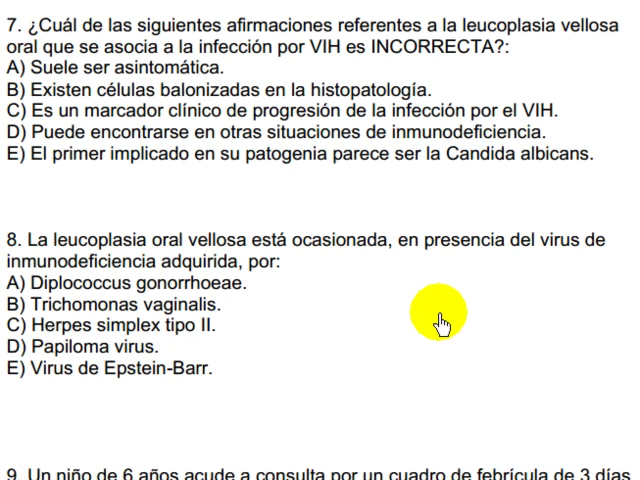 7. ¿Cuál de las siguientes afirmaciones referentes a la leucoplasia vellosa
oral que se asocia a la infección por VIH es INCORRECTA?:
A) Suele ser asintomática.
B) Existen células balonizadas en la histopatología.
C) Es un marcador clínico de progresión de la infección por el VIH.
D) Puede encontrarse en otras situaciones de inmunodeficiencia.
E) El primer implicado en su patogenia parece ser la Candida albicans.
8. La leucoplasia oral vellosa está ocasionada, en presencia del virus de
inmunodeficiencia adquirida, por:
A) Diplococcus gonorrhoeae.
B) Trichomonas vaginalis.
C) Herpes simplex tipo II.
D) Papiloma virus.
E) Virus de Epstein-Barr.
9. Un niño de 6 años acude a consulta por un cuadro de febrícula de 3 días